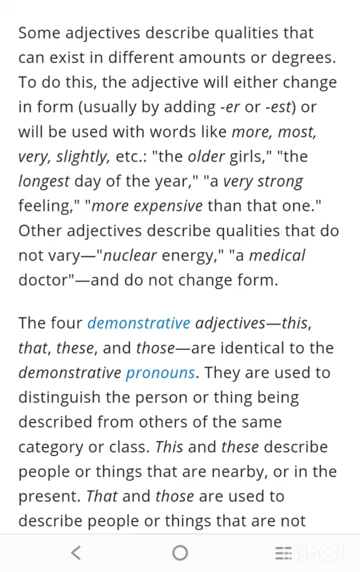 Some adjectives describe qualities that
can exist in different amounts or degrees.
To do this, the adjective will either change
in form (usually by adding -er or -est) or
will be used with words like more, most,
very, slightly, etc.: "the older girls," "the
longest day of the year," "a very strong
feeling," "more expensive than that one."
Other adjectives describe qualities that do
not vary—"nuclear energy," "a medical
doctor"—and do not change form.
The four demonstrative adjectives—this,
that, these, and those—are identical to the
demonstrative pronouns. They are used to
distinguish the person or thing being
described from others of the same
category or class. This and these describe
people or things that are nearby, or in the
present. That and those are used to
describe people or things that are not